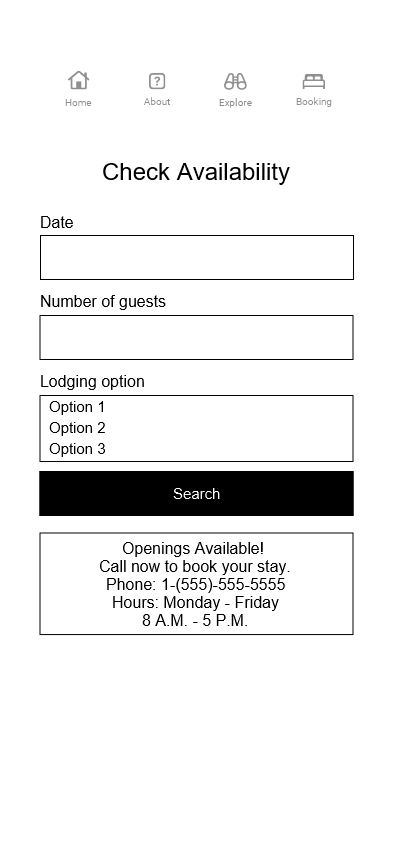 Home About Explore Booking
Check Availability
Date
Number of guests
Lodging option
Option 1
Option 2
Option 3
Search
Openings Available!
Call now to book your stay.
Phone: 1-(555)-555-5555
Hours: Monday - Friday
8 A.M. - 5 P.M.